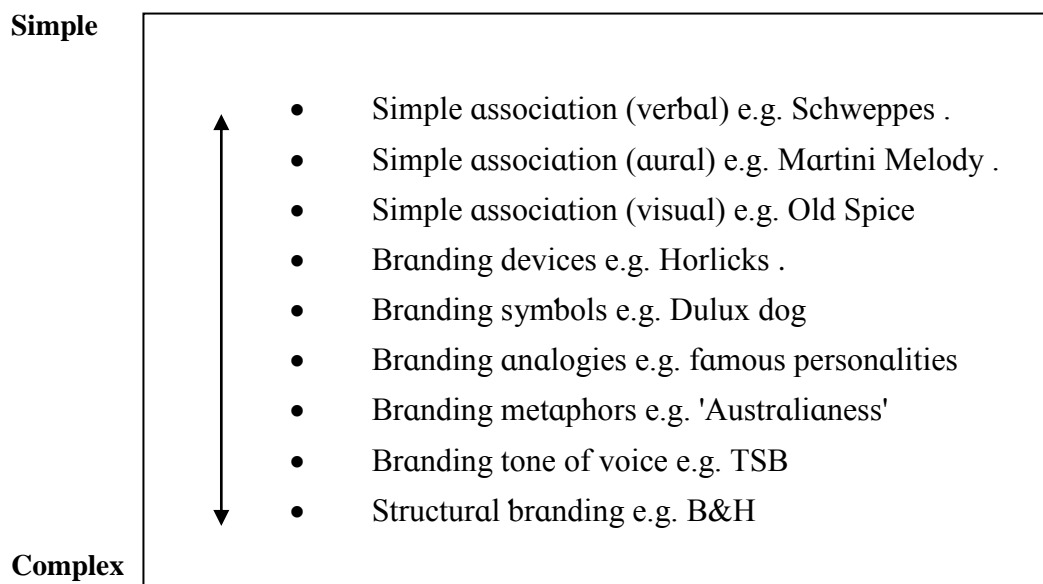 Simple
• Simple association (verbal) e.g. Schweppes .
• Simple association (aural) e.g. Martini Melody .
• Simple association (visual) e.g. Old Spice
• Branding devices e.g. Horlicks .
• Branding symbols e.g. Dulux dog
• Branding analogies e.g. famous personalities
• Branding metaphors e.g. 'Australianess'
• Branding tone of voice e.g. TSB
• Structural branding e.g. B&H
Complex